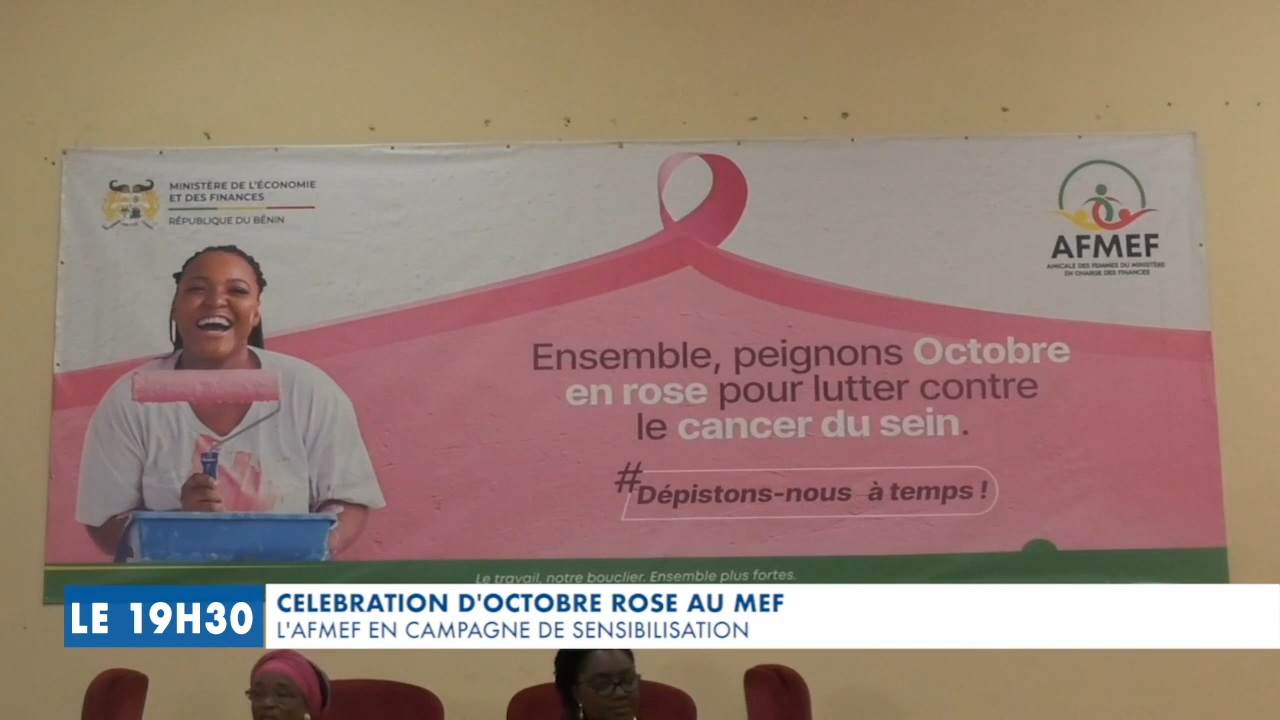 MINISTÈRE DE L'ÉCONOMIE
ET DES FINANCES
RÉPUBLIQUE DU BÉNIN
AFMEF
AMICALE DES FEMMES DU MINISTÈRE
EN CHARGE DES FINANCES
Ensemble, peignons Octobre
en rose pour lutter contre
le cancer du sein.
#Dépistons-nous à temps !
Le travail, notre bouclier. Ensemble plus fortes.
LE 19H30
CELEBRATION D'OCTOBRE ROSE AU MEF
L'AFMEF EN CAMPAGNE DE SENSIBILISATION